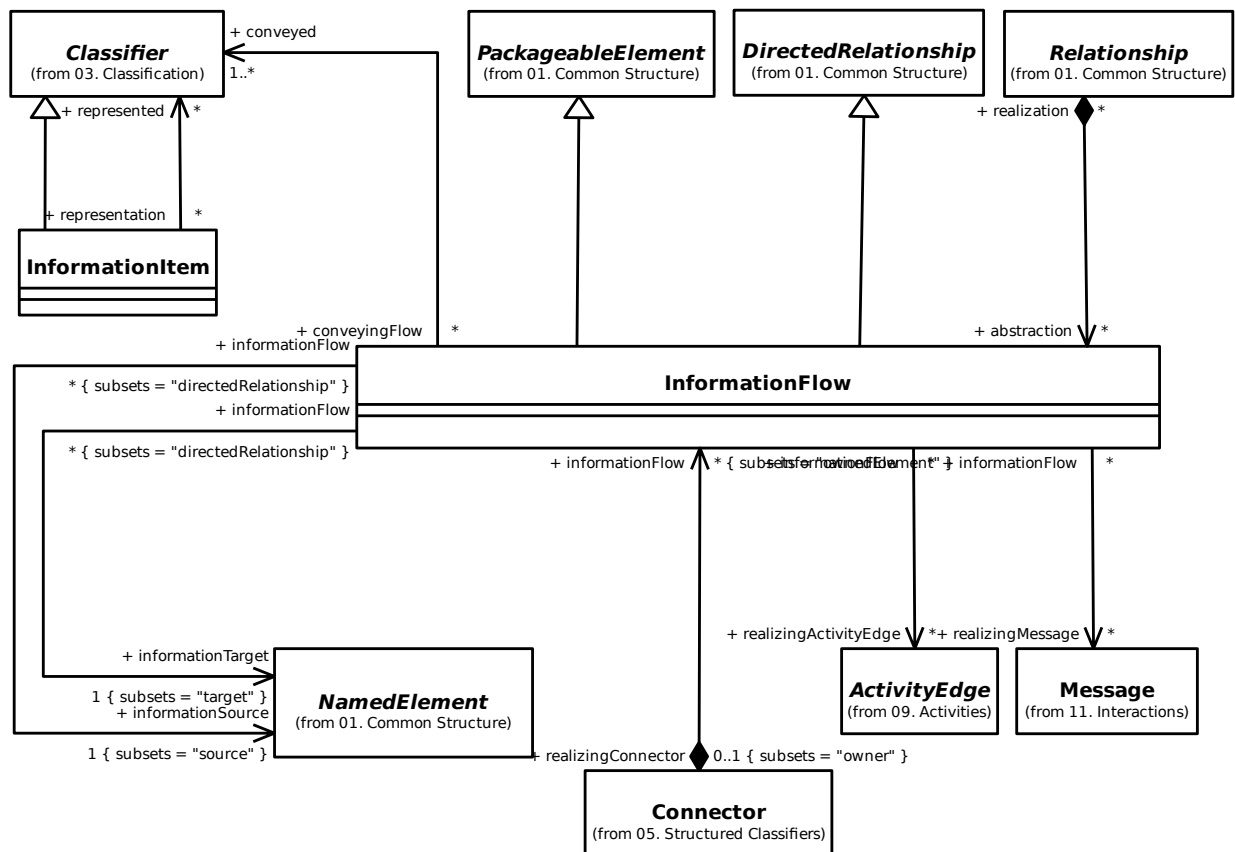 Classifier
(from 03. Classification)
+ conveyed
1..*
PackageableElement
(from 01. Common Structure)
DirectedRelationship
(from 01. Common Structure)
Relationship
(from 01. Common Structure)
+ represented
*
+ realization
*
+ representation
*
InformationItem
+ conveyingFlow
*
+ abstraction
*
+ informationFlow
* { subsets = "directedRelationship" }
+ informationFlow
* { subsets = "directedRelationship" }
InformationFlow
+ informationFlow
* { subsets = "ownedElement" }
+ informationFlow
*
+ informationFlow
*
+ informationTarget
1 { subsets = "target" }
+ informationSource
1 { subsets = "source" }
NamedElement
(from 01. Common Structure)
+ realizingActivityEdge
*
+ realizingMessage
*
ActivityEdge
(from 09. Activities)
Message
(from 11. Interactions)
+ realizingConnector
0..1 { subsets = "owner" }
Connector
(from 05. Structured Classifiers)